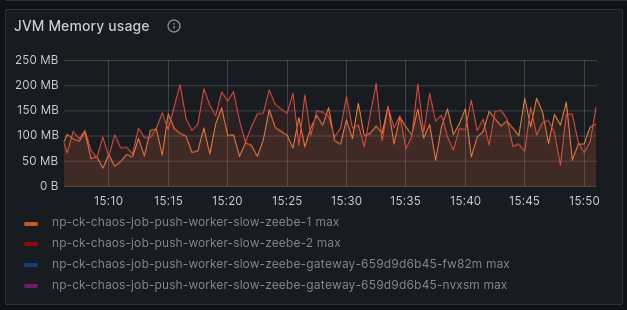 JVM Memory usage
250 MB
200 MB
150 MB
100 MB
50 MB
0 B
15:10 15:15 15:20 15:25 15:30 15:35 15:40 15:45 15:50
np-ck-chaos-job-push-worker-slow-zeebe-1 max
np-ck-chaos-job-push-worker-slow-zeebe-2 max
np-ck-chaos-job-push-worker-slow-zeebe-gateway-659d9d6b45-fw82m max
np-ck-chaos-job-push-worker-slow-zeebe-gateway-659d9d6b45-nvxsm max